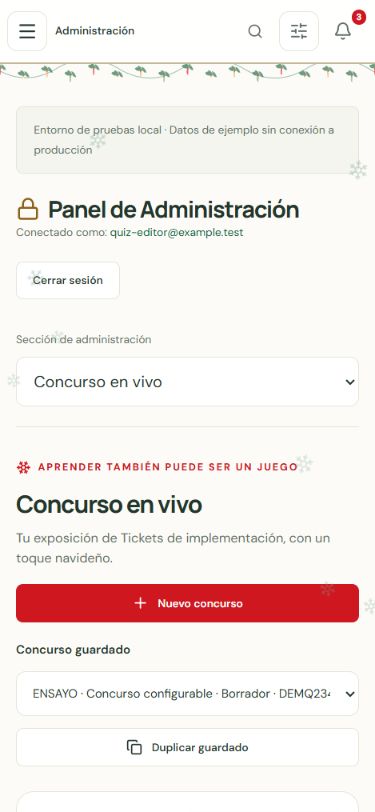 Administración
3
Entorno de pruebas local · Datos de ejemplo sin conexión a
producción
Panel de Administración
Conectado como: quiz-editor@example.test
Cerrar sesión
Sección de administración
Concurso en vivo
APRENDER TAMBIÉN PUEDE SER UN JUEGO
Concurso en vivo
Tu exposición de Tickets de implementación, con un
toque navideño.
Nuevo concurso
Concurso guardado
ENSAYO · Concurso configurable · Borrador ·
Duplicar guardado